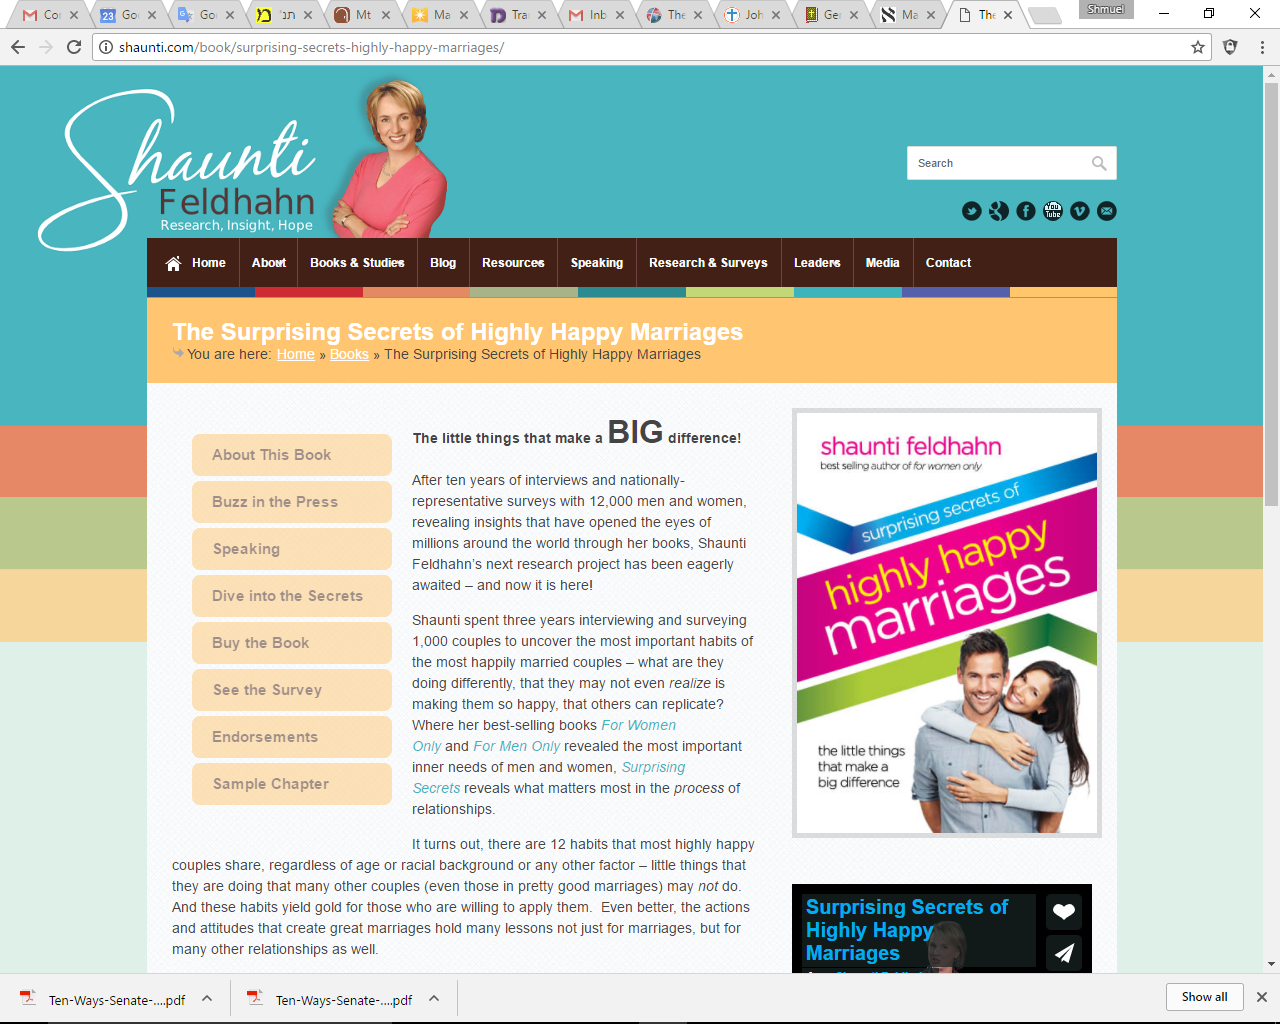 Shmuel
Con
Goo
Goo
תנ'
Mt
Ma
Tra
Inb
The
Joh
Ger
Ma
The
shaunti.com/book/surprising-secrets-highly-happy-marriages/
Shaunti
Feldhahn
Research, Insight, Hope
Search
You
Tube
Home About Books & Studies Blog Resources Speaking Research & Surveys Leaders Media Contact
The Surprising Secrets of Highly Happy Marriages
You are here: Home » Books » The Surprising Secrets of Highly Happy Marriages
About This Book
Buzz in the Press
Speaking
Dive into the Secrets
Buy the Book
See the Survey
Endorsements
Sample Chapter
The little things that make a BIG difference!
After ten years of interviews and nationally-
representative surveys with 12,000 men and women,
revealing insights that have opened the eyes of
millions around the world through her books, Shaunti
Feldhahn's next research project has been eagerly
awaited – and now it is here!
Shaunti spent three years interviewing and surveying
1,000 couples to uncover the most important habits of
the most happily married couples – what are they
doing differently, that they may not even realize is
making them so happy, that others can replicate?
Where her best-selling books For Women
Only and For Men Only revealed the most important
inner needs of men and women, Surprising
Secrets reveals what matters most in the process of
relationships.
It turns out, there are 12 habits that most highly happy
couples share, regardless of age or racial background or any other factor – little things that
they are doing that many other couples (even those in pretty good marriages) may not do.
And these habits yield gold for those who are willing to apply them.  Even better, the actions
and attitudes that create great marriages hold many lessons not just for marriages, but for
many other relationships as well.
shaunti feldhahn
best selling author of for women only
surprising secrets of
highly happy
marriages
the little things
that make a
big difference
Surprising Secrets of
Highly Happy
Marriages
Ten-Ways-Senate-....pdf
Ten-Ways-Senate-....pdf
Show all